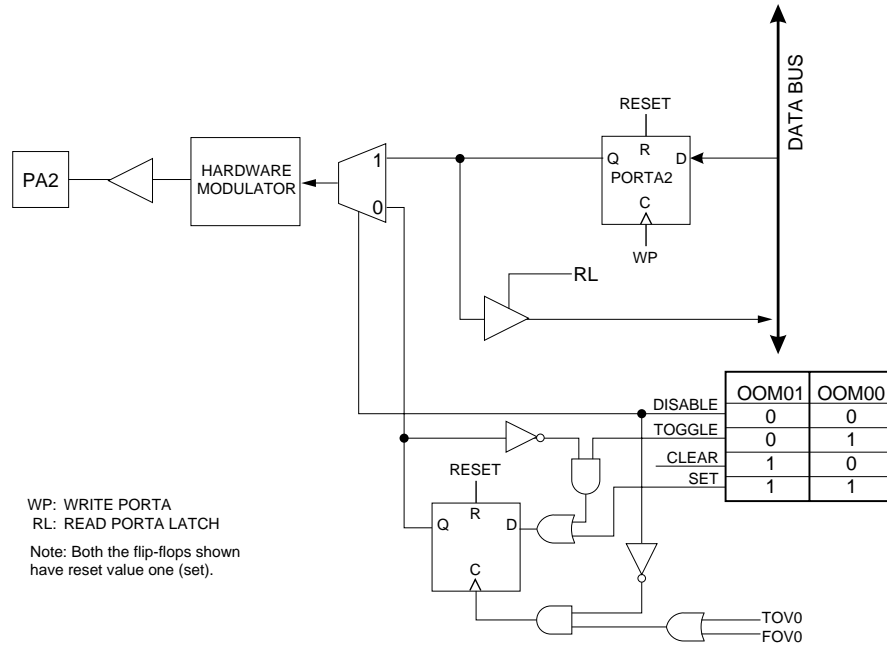 DATA BUS
RESET
R
Q
D
PORTA2
C
WP
HARDWARE
MODULATOR
PA2
1
0
RL
OOM01 OOM00
DISABLE 0 0
TOGGLE 0 1
CLEAR 1 0
SET 1 1
RESET
R
Q
D
C
TOV0
FOV0
WP: WRITE PORTA
RL: READ PORTA LATCH
Note: Both the flip-flops shown
have reset value one (set).